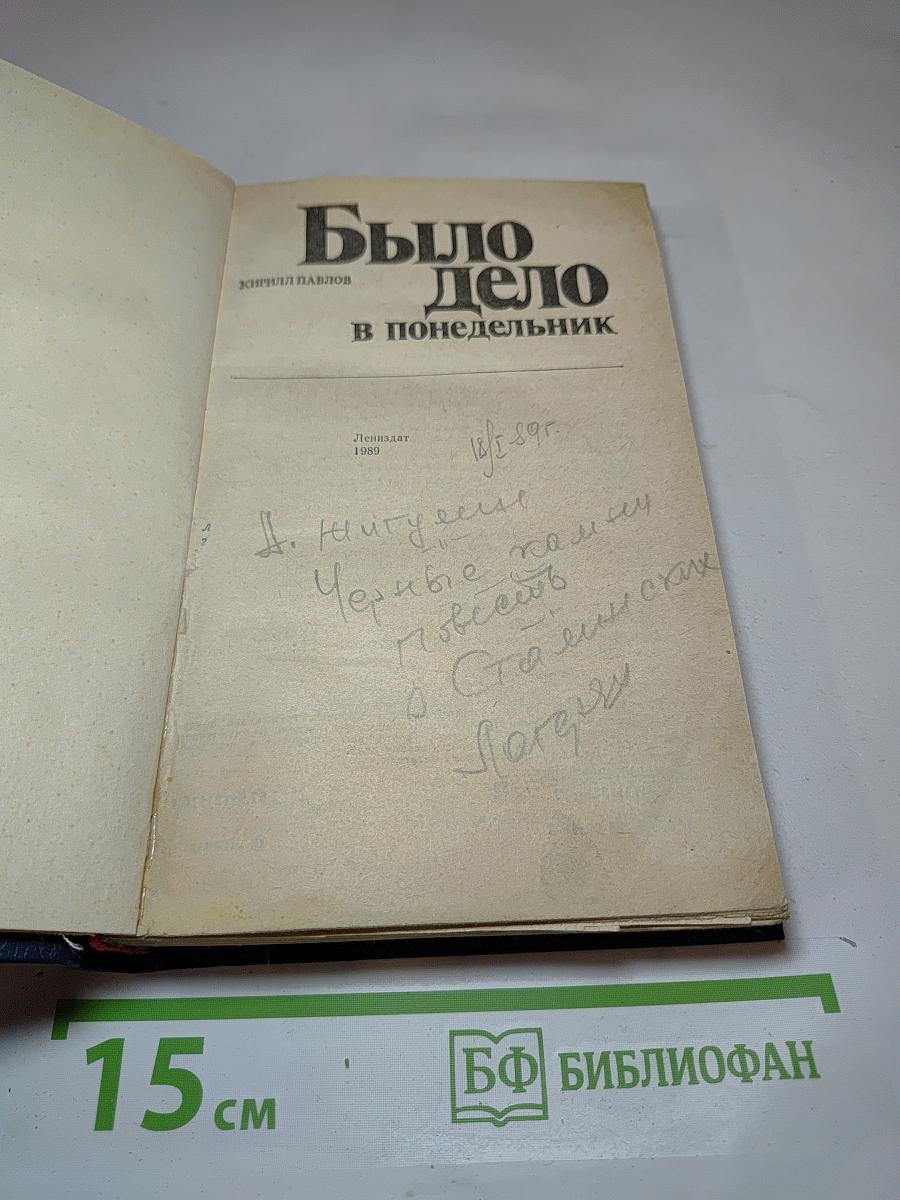 Было
КИРИЛЛ ПАВЛОВ
дело
в понедельник
Лениздат
1989
18/I-89г.
А. Жигулин
"Черные камни"
повесть
о Сталинских
Лагерях
15 см
БФ БИБЛИОФАН